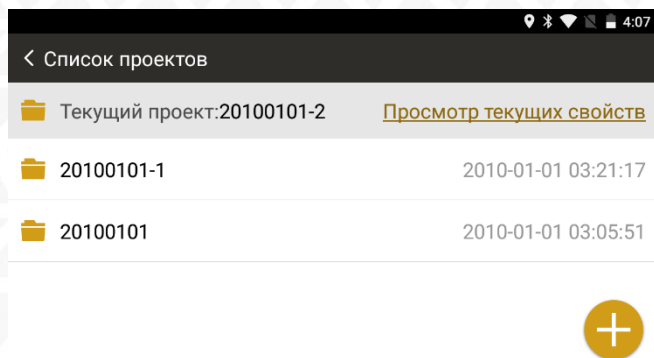 4:07
Список проектов
Текущий проект:20100101-2 Просмотр текущих свойств
20100101-1 2010-01-01 03:21:17
20100101 2010-01-01 03:05:51